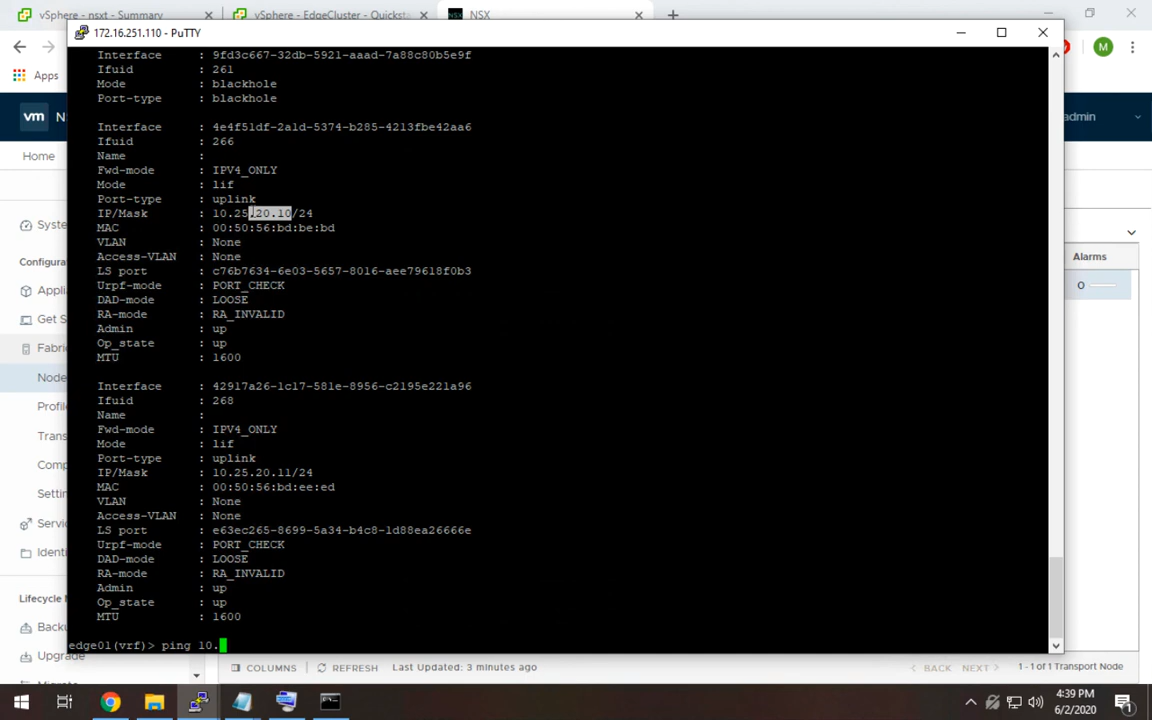 vSphere - nsxt - Summary
vSphere - EdgeCluster - Quickst
NSX
172.16.251.110 - PuTTY
Apps
M
vm
N
admin
Home
Syste
Configura
Appli
Get S
Fabric
Node
Profile
Trans
Comp
Settin
Servic
Identi
Lifecycle M
Backu
Upgrade
Alarms
0
Interface : 9fd3c667-32db-5921-aaad-7a88c80b5e9f
Ifuid : 261
Mode : blackhole
Port-type : blackhole
Interface : 4e4f51df-2a1d-5374-b285-4213fbe42aa6
Ifuid : 266
Name :
Fwd-mode : IPV4_ONLY
Mode : lif
Port-type : uplink
IP/Mask : 10.25.20.10/24
MAC : 00:50:56:bd:be:bd
VLAN : None
Access-VLAN : None
LS port : c76b7634-6e03-5657-8016-aee79618f0b3
Urpf-mode : PORT_CHECK
DAD-mode : LOOSE
RA-mode : RA_INVALID
Admin : up
Op_state : up
MTU : 1600
Interface : 42917a26-1c17-581e-8956-c2195e221a96
Ifuid : 268
Name :
Fwd-mode : IPV4_ONLY
Mode : lif
Port-type : uplink
IP/Mask : 10.25.20.11/24
MAC : 00:50:56:bd:ee:ed
VLAN : None
Access-VLAN : None
LS port : e63ec265-8699-5a34-b4c8-1d88ea26666e
Urpf-mode : PORT_CHECK
DAD-mode : LOOSE
RA-mode : RA_INVALID
Admin : up
Op_state : up
MTU : 1600
edge01(vrf)> ping 10.
COLUMNS REFRESH Last Updated: 3 minutes ago BACK NEXT 1 - 1 of 1 Transport Node
4:39 PM
6/2/2020
1